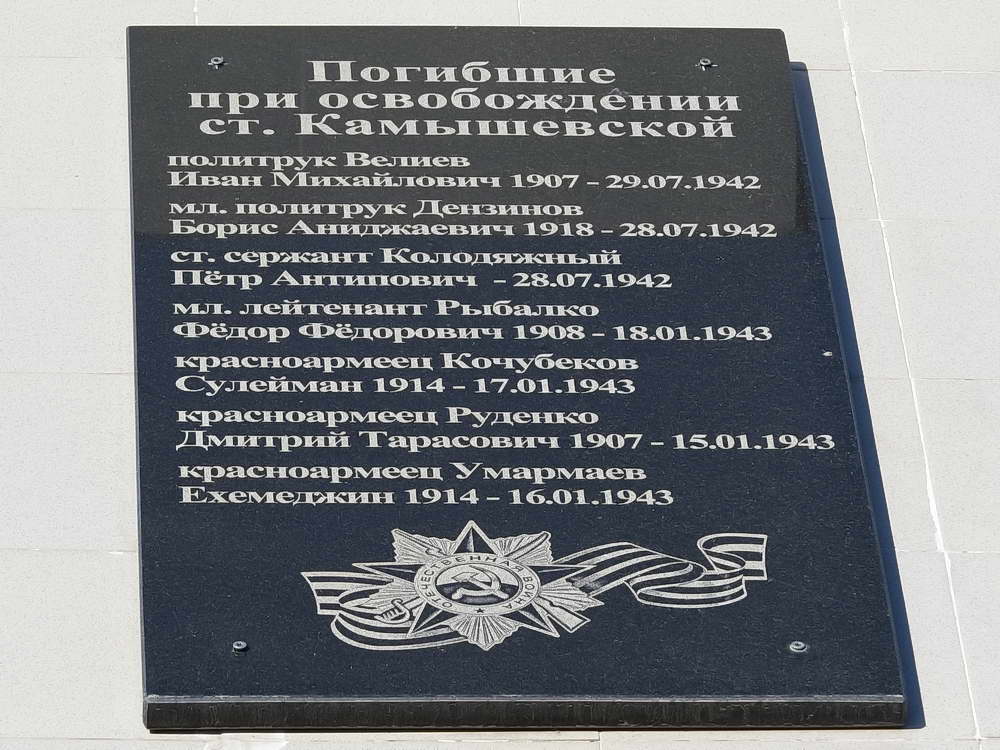 Погибшие
при освобождении
ст. Камышевской
политрук Велиев
Иван Михайлович 1907 - 29.07.1942
мл. политрук Дензинов
Борис Аниджаевич 1918 - 28.07.1942
ст. сержант Колодяжный
Пётр Антипович - 28.07.1942
мл. лейтенант Рыбалко
Фёдор Фёдорович 1908 - 18.01.1943
красноармеец Кочубеков
Сулейман 1914 - 17.01.1943
красноармеец Руденко
Дмитрий Тарасович 1907 - 15.01.1943
красноармеец Умармаев
Ехемеджин 1914 - 16.01.1943
ОТЕЧЕСТВЕННАЯ ВОЙНА